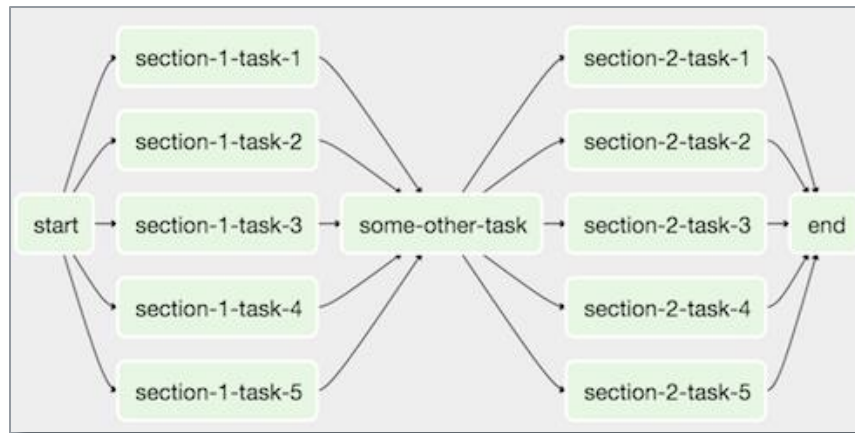 start
section-1-task-1
section-1-task-2
section-1-task-3
section-1-task-4
section-1-task-5
some-other-task
section-2-task-1
section-2-task-2
section-2-task-3
section-2-task-4
section-2-task-5
end